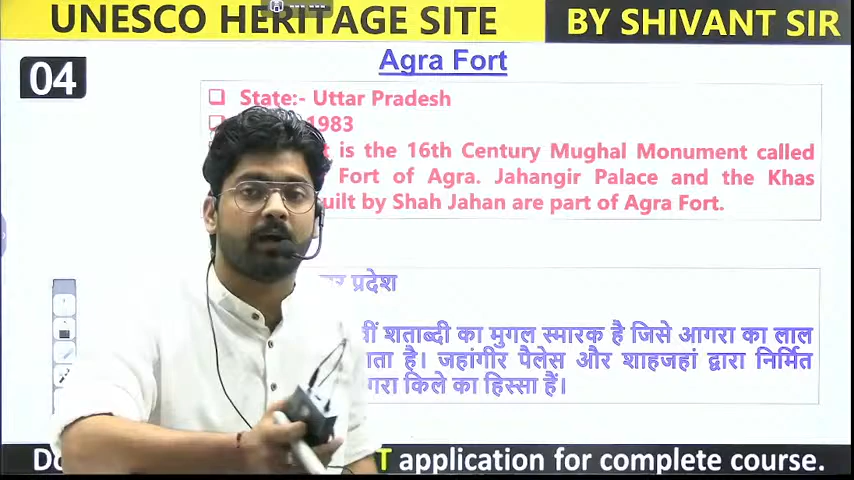 UNESCO HERITAGE SITE
BY SHIVANT SIR
04
Agra Fort
State:- Uttar Pradesh
1983
is the 16th Century Mughal Monument called
Fort of Agra. Jahangir Palace and the Khas
uilt by Shah Jahan are part of Agra Fort.
प्रदेश
शताब्दी का मुगल स्मारक है जिसे आगरा का लाल
है। जहांगीर पैलेस और शाहजहां द्वारा निर्मित
किले का हिस्सा हैं।
application for complete course.